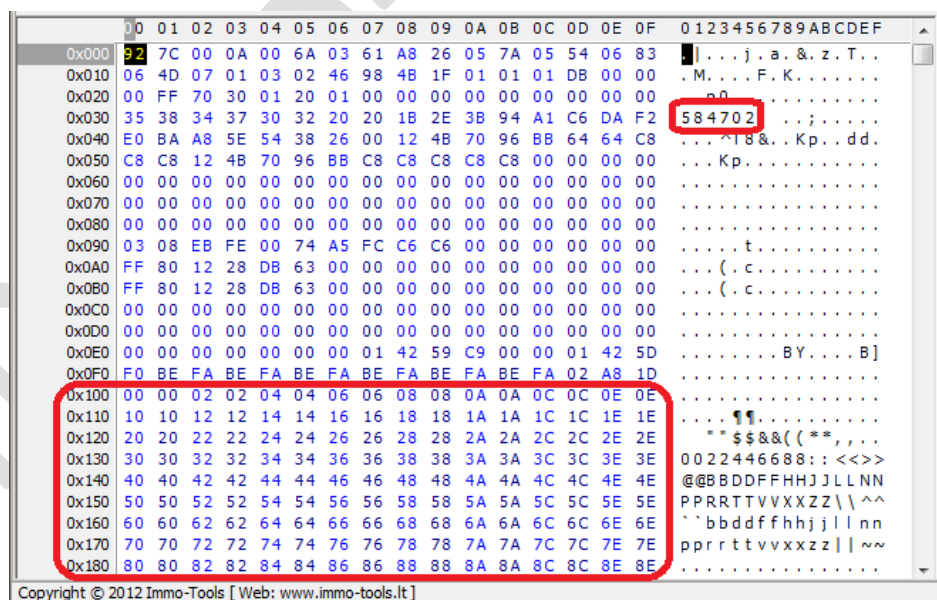 00 01 02 03 04 05 06 07 08 09 0A 0B 0C 0D 0E 0F 0123456789ABCDEF
0x000 92 7C 00 0A 00 6A 03 61 A8 26 05 7A 05 54 06 83 .|...j.a.&.z.T..
0x010 06 4D 07 01 03 02 46 98 4B 1F 01 01 01 DB 00 00 .M....F.K.......
0x020 00 FF 70 30 01 20 01 00 00 00 00 00 00 00 00 00 ..p0............
0x030 35 38 34 37 30 32 20 20 1B 2E 3B 94 A1 C6 DA F2 584702 ..;.....
0x040 E0 BA A8 5E 54 38 26 00 12 4B 70 96 BB 64 64 C8 ...^T8&..Kp..dd.
0x050 C8 C8 12 4B 70 96 BB C8 C8 C8 C8 C8 00 00 00 00 ...Kp...........
0x060 00 00 00 00 00 00 00 00 00 00 00 00 00 00 00 00 ................
0x070 00 00 00 00 00 00 00 00 00 00 00 00 00 00 00 00 ................
0x080 00 00 00 00 00 00 00 00 00 00 00 00 00 00 00 00 ................
0x090 03 08 EB FE 00 74 A5 FC C6 C6 00 00 00 00 00 00 .....t..........
0x0A0 FF 80 12 28 DB 63 00 00 00 00 00 00 00 00 00 00 ...(.c..........
0x0B0 FF 80 12 28 DB 63 00 00 00 00 00 00 00 00 00 00 ...(.c..........
0x0C0 00 00 00 00 00 00 00 00 00 00 00 00 00 00 00 00 ................
0x0D0 00 00 00 00 00 00 00 00 00 00 00 00 00 00 00 00 ................
0x0E0 00 00 00 00 00 00 00 01 42 59 C9 00 00 01 42 5D ........BY....B]
0x0F0 F0 BE FA BE FA BE FA BE FA BE FA BE FA 02 A8 1D ................
0x100 00 00 02 02 04 04 06 06 08 08 0A 0A 0C 0C 0E 0E ................
0x110 10 10 12 12 14 14 16 16 18 18 1A 1A 1C 1C 1E 1E ....¶¶..........
0x120 20 20 22 22 24 24 26 26 28 28 2A 2A 2C 2C 2E 2E ""$$&&((**,,..
0x130 30 30 32 32 34 34 36 36 38 38 3A 3A 3C 3C 3E 3E 0022446688::<<>>
0x140 40 40 42 42 44 44 46 46 48 48 4A 4A 4C 4C 4E 4E @@BBDDFFHHJJLLNN
0x150 50 50 52 52 54 54 56 56 58 58 5A 5A 5C 5C 5E 5E PPRRTTVVXXZZ\\^^
0x160 60 60 62 62 64 64 66 66 68 68 6A 6A 6C 6C 6E 6E ``bbddffhhjjllnn
0x170 70 70 72 72 74 74 76 76 78 78 7A 7A 7C 7C 7E 7E pprrttvvxxzz||~~
0x180 80 80 82 82 84 84 86 86 88 88 8A 8A 8C 8C 8E 8E ................
Copyright © 2012 Immo-Tools [ Web: www.immo-tools.lt ]